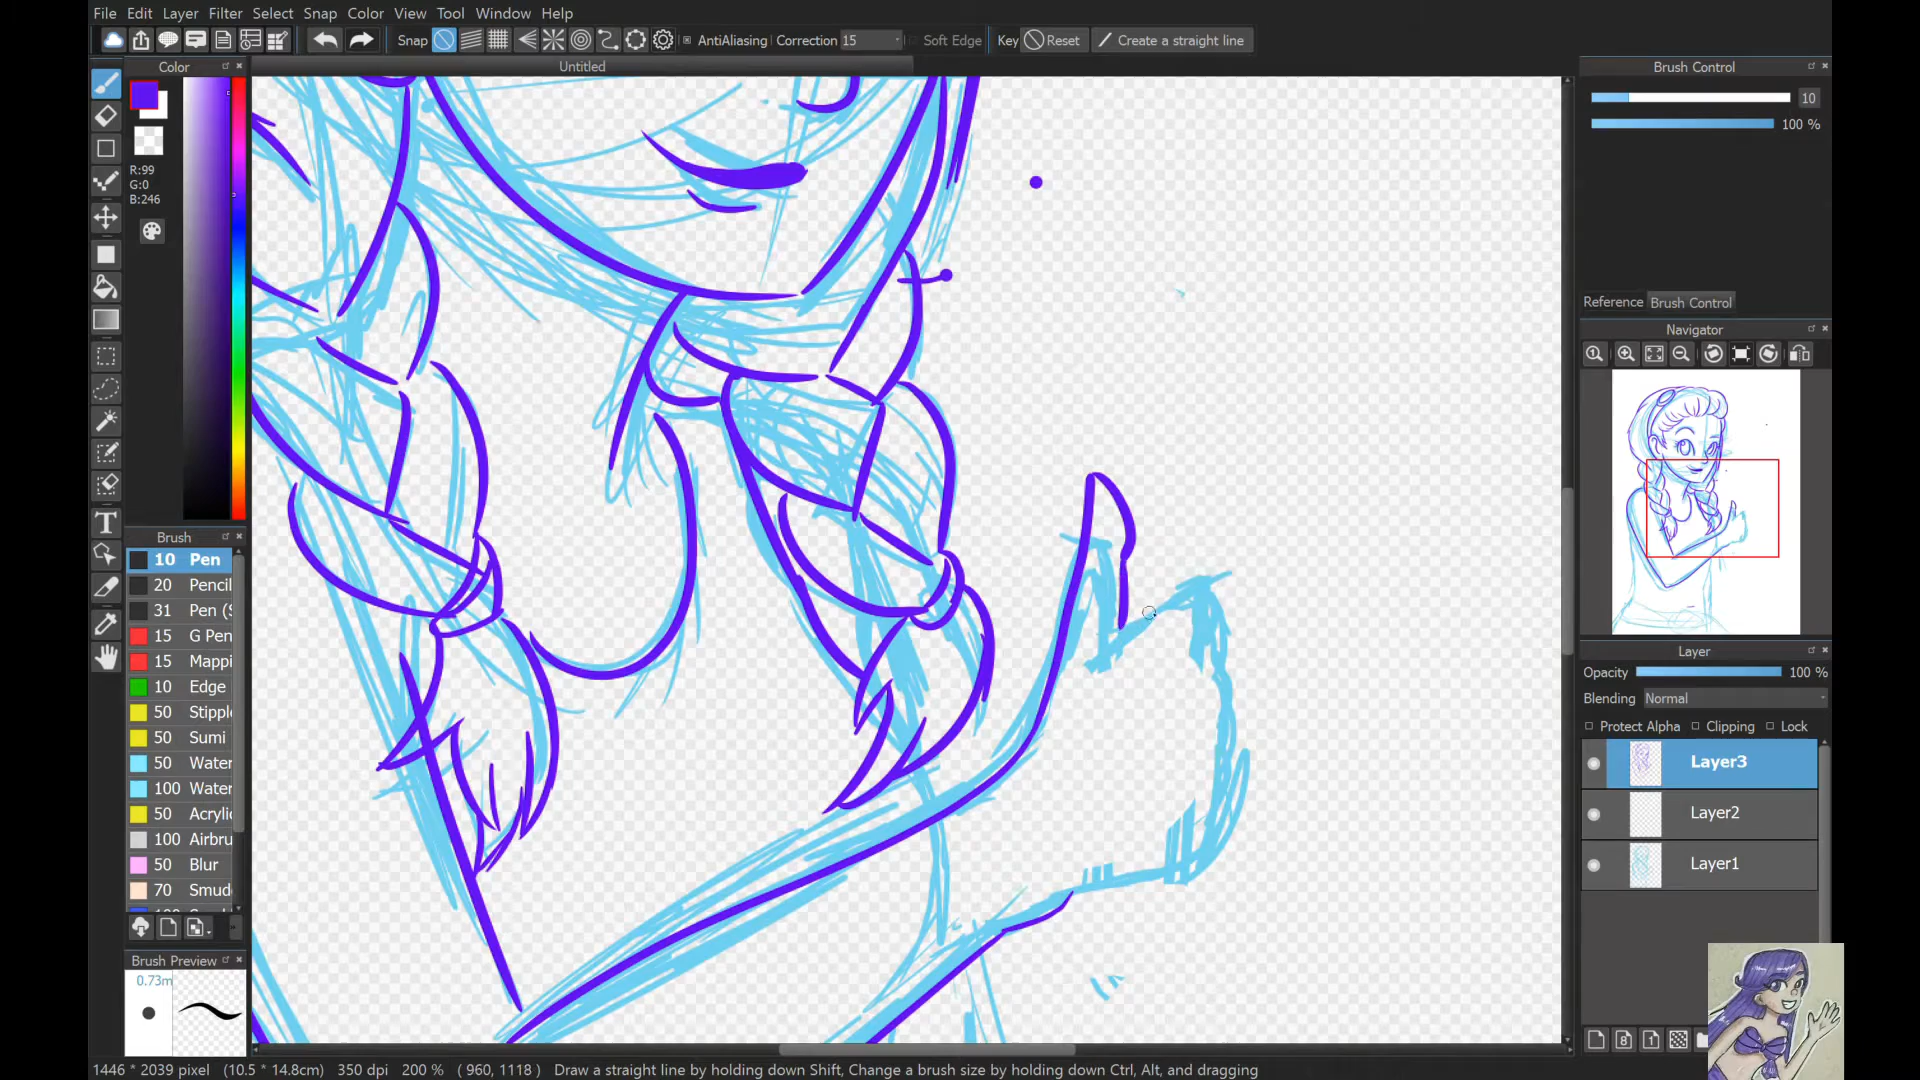 File Edit Layer Filter Select Snap Color View Tool Window Help
Snap AntiAliasing Correction 15 Soft Edge Key Reset Create a straight line
Color
Untitled
Brush Control
10
100 %
R:99
G:0
B:246
Reference Brush Control
Navigator
Brush
10 Pen
20 Pencil
31 Pen (S
15 G Pen
15 Mappi
10 Edge
50 Stippl
50 Sumi
50 Water
100 Water
50 Acrylic
100 Airbru
50 Blur
70 Smud
Layer
Opacity 100 %
Blending Normal
Protect Alpha Clipping Lock
Layer3
Layer2
Layer1
Brush Preview
0.73m
1446 * 2039 pixel (10.5 * 14.8cm) 350 dpi 200 % ( 960, 1118 ) Draw a straight line by holding down Shift, Change a brush size by holding down Ctrl, Alt, and dragging